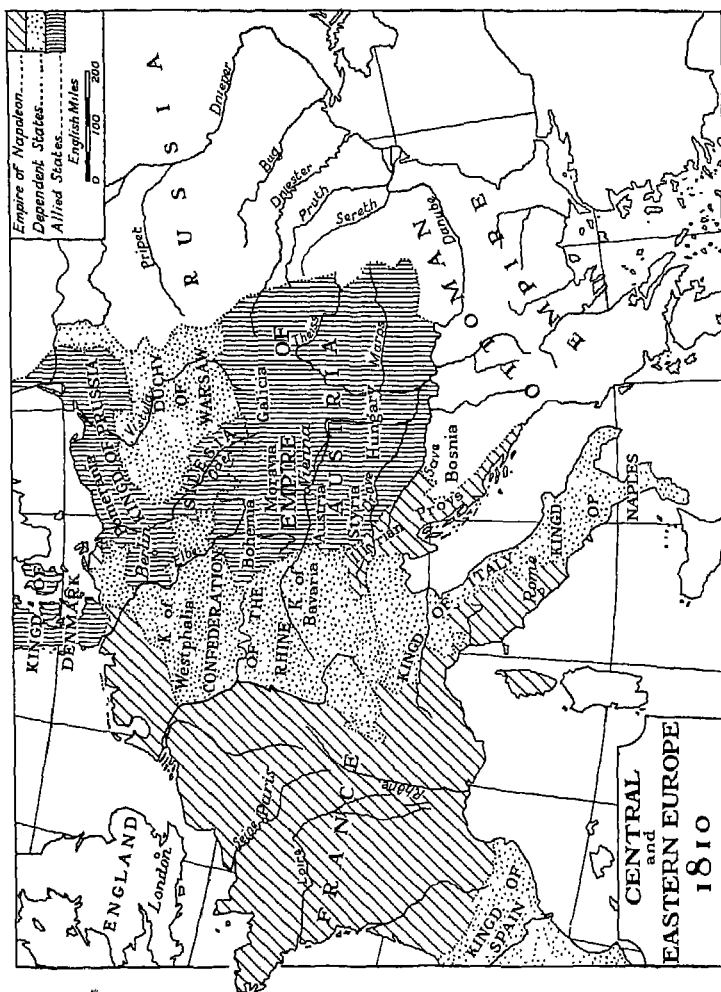 Empire of Napoleon
Dependent States
Allied States
English Miles
0 100 200
KINGD OF
DENMARK
ENGLAND
London
RUSSIA
Dnieper
Pripet
Bug
Dniester
Pruth
Sereth
Danube
Pomerania
KINGD OF PRUSSIA
Vistula
DUCHY
OF
WARSAW
Berlin
Elbe
SILESIA
Oder
K. of
Westphalia
CONFEDERATION
OF THE
RHINE
K. of
Bavaria
Bohemia
Moravia
Galicia
EMPIRE OF
AUSTRIA
Austria
Vienna
Styria
Hungary
Theiss
Maros
Drave
Save
Bosnia
Illyrian Provs
OTTOMAN
EMPIRE
FRANCE
Seine
Paris
Loire
Rhône
KINGD OF ITALY
Rome
KINGD OF
NAPLES
KINGD OF
SPAIN
CENTRAL
and
EASTERN EUROPE
1810